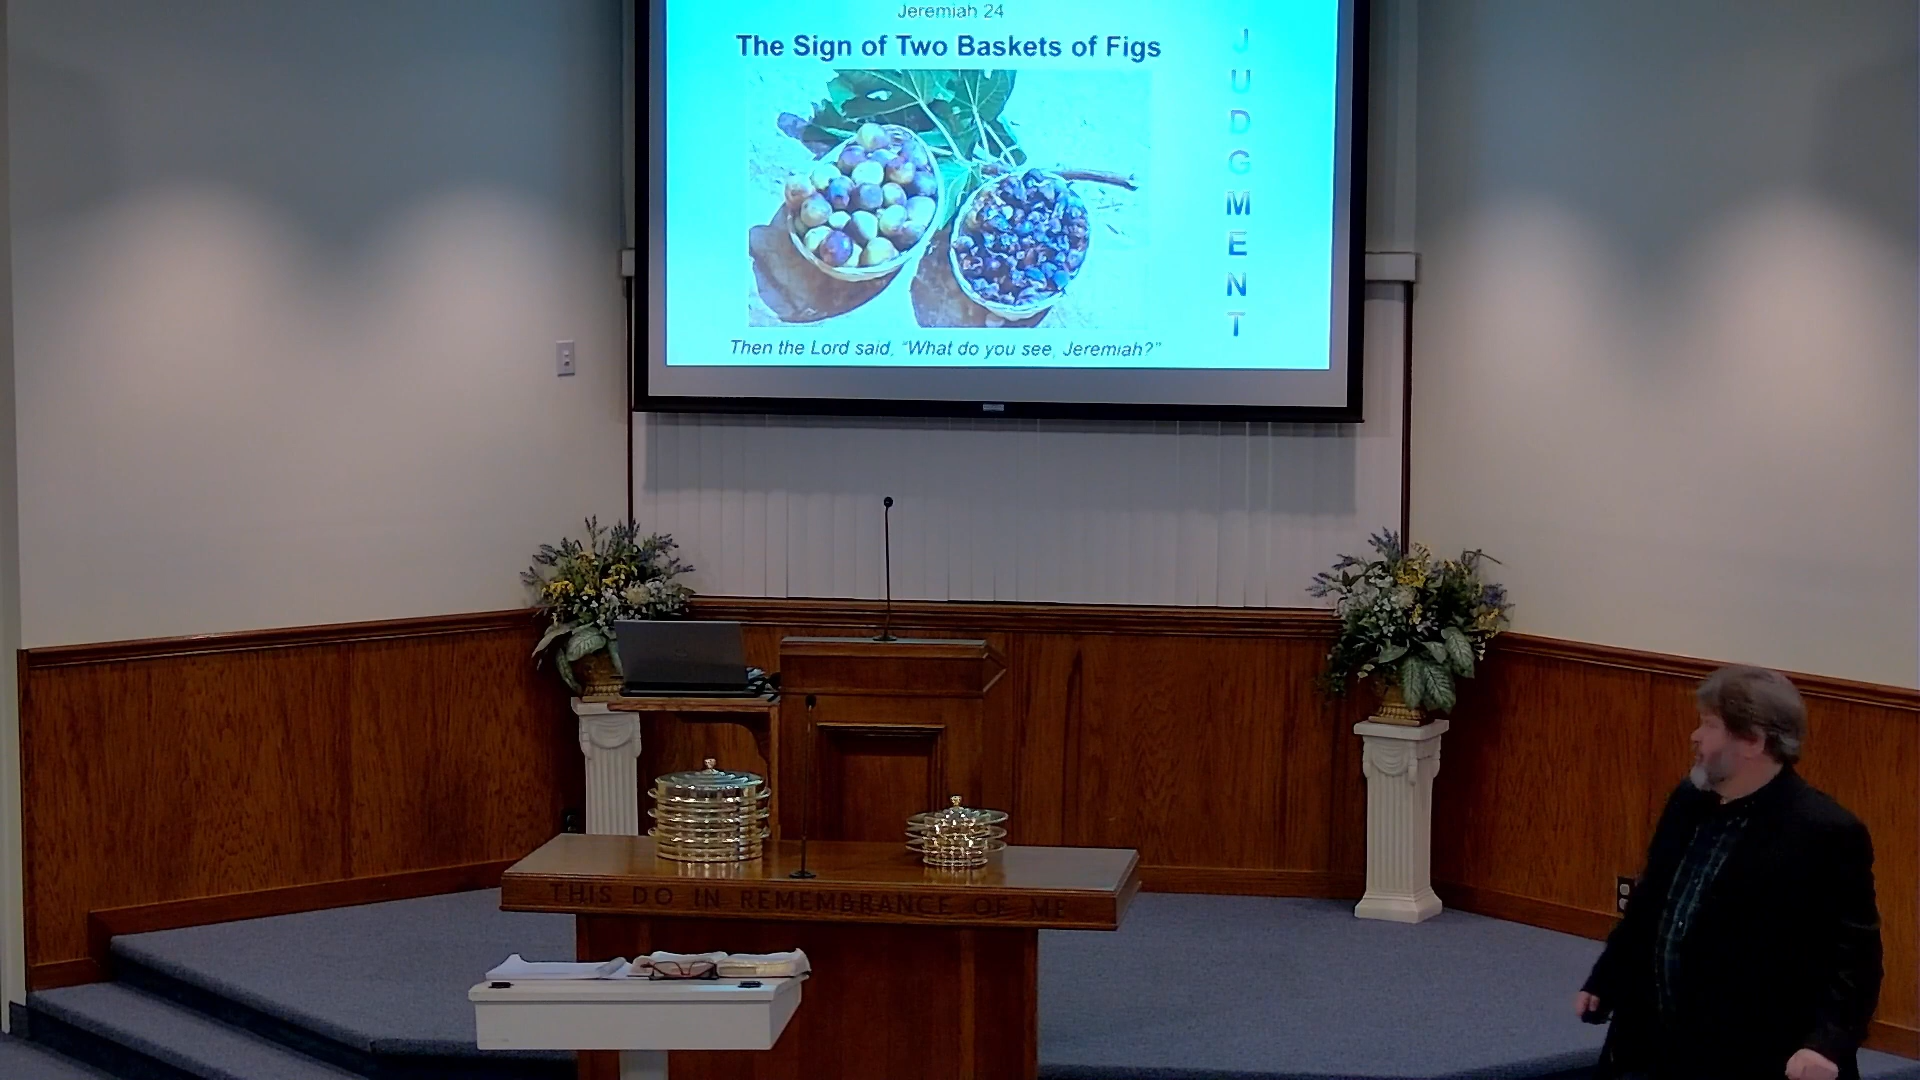 Jeremiah 24
The Sign of Two Baskets of Figs
JUDGMENT
Then the Lord said, "What do you see, Jeremiah?"
THIS DO IN REMEMBRANCE OF ME